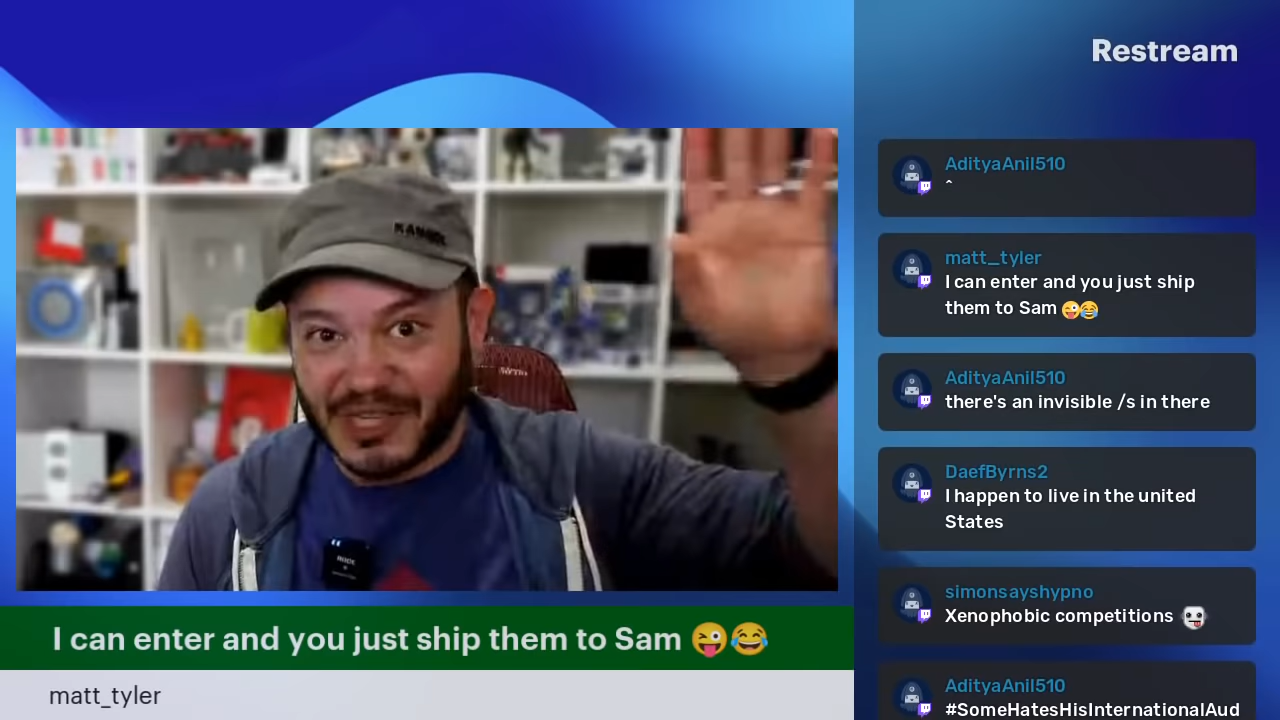 Restream
AdityaAnil510
^
matt_tyler
I can enter and you just ship
them to Sam 😜😂
AdityaAnil510
there's an invisible /s in there
DaefByrns2
I happen to live in the united
States
simonsayshypno
Xenophobic competitions
AdityaAnil510
#SomeHatesHisInternationalAud
KANGOL
RODE
I can enter and you just ship them to Sam 😜😂
matt_tyler